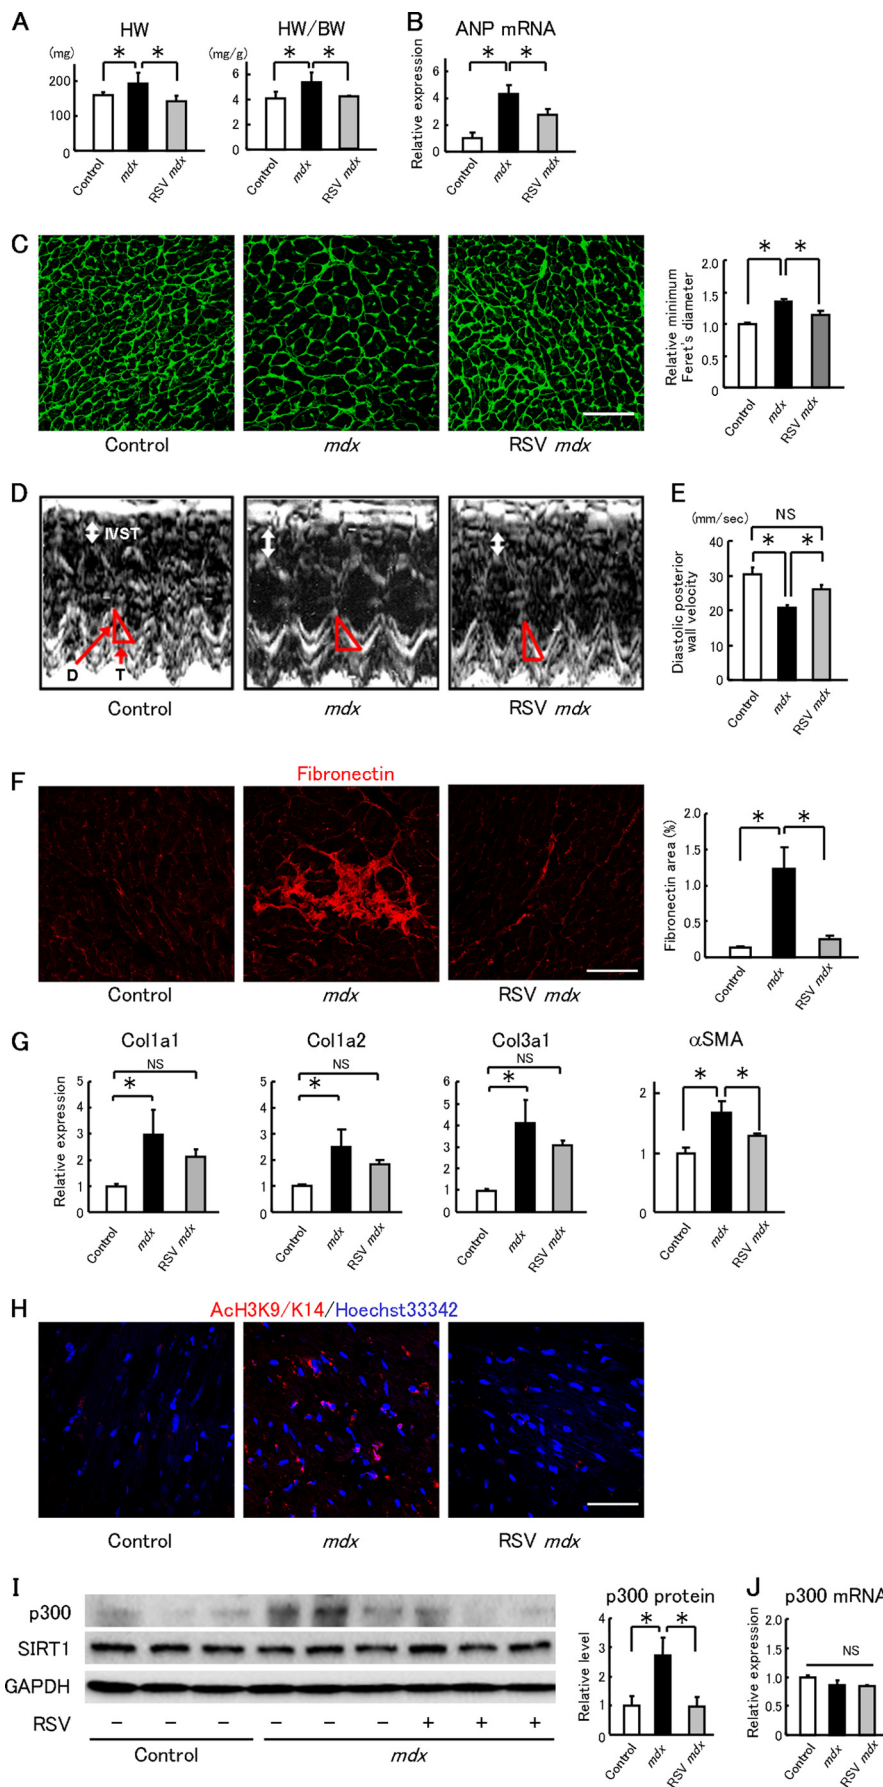 A
HW
(mg)
200
100
0
*
*
Control
mdx
RSV mdx
HW/BW
(mg/g)
6
4
2
0
*
*
Control
mdx
RSV mdx
B
ANP mRNA
Relative expression
6
4
2
0
*
*
Control
mdx
RSV mdx
C
Control
mdx
RSV mdx
Relative minimum
Feret's diameter
2.0
1.5
1.0
0.5
0
*
*
Control
mdx
RSV mdx
D
IVST
D
T
Control
mdx
RSV mdx
E
(mm/sec)
NS
*
*
Diastolic posterior
wall velocity
40
30
20
10
0
Control
mdx
RSV mdx
F
Fibronectin
Control
mdx
RSV mdx
Fibronectin area (%)
2.0
1.5
1.0
0.5
0
*
*
Control
mdx
RSV mdx
G
Col1a1
NS
*
Relative expression
5
4
3
2
1
0
Control
mdx
RSV mdx
Col1a2
NS
*
5
4
3
2
1
0
Control
mdx
RSV mdx
Col3a1
NS
*
6
5
4
3
2
1
0
Control
mdx
RSV mdx
αSMA
*
*
2
1
0
Control
mdx
RSV mdx
H
AcH3K9/K14/Hoechst33342
Control
mdx
RSV mdx
I
p300
SIRT1
GAPDH
RSV − − − − − − + + +
Control
mdx
p300 protein
Relative level
4
3
2
1
0
*
*
Control
mdx
RSV mdx
J
p300 mRNA
NS
Relative expression
2.0
1.5
1.0
0.5
0
Control
mdx
RSV mdx